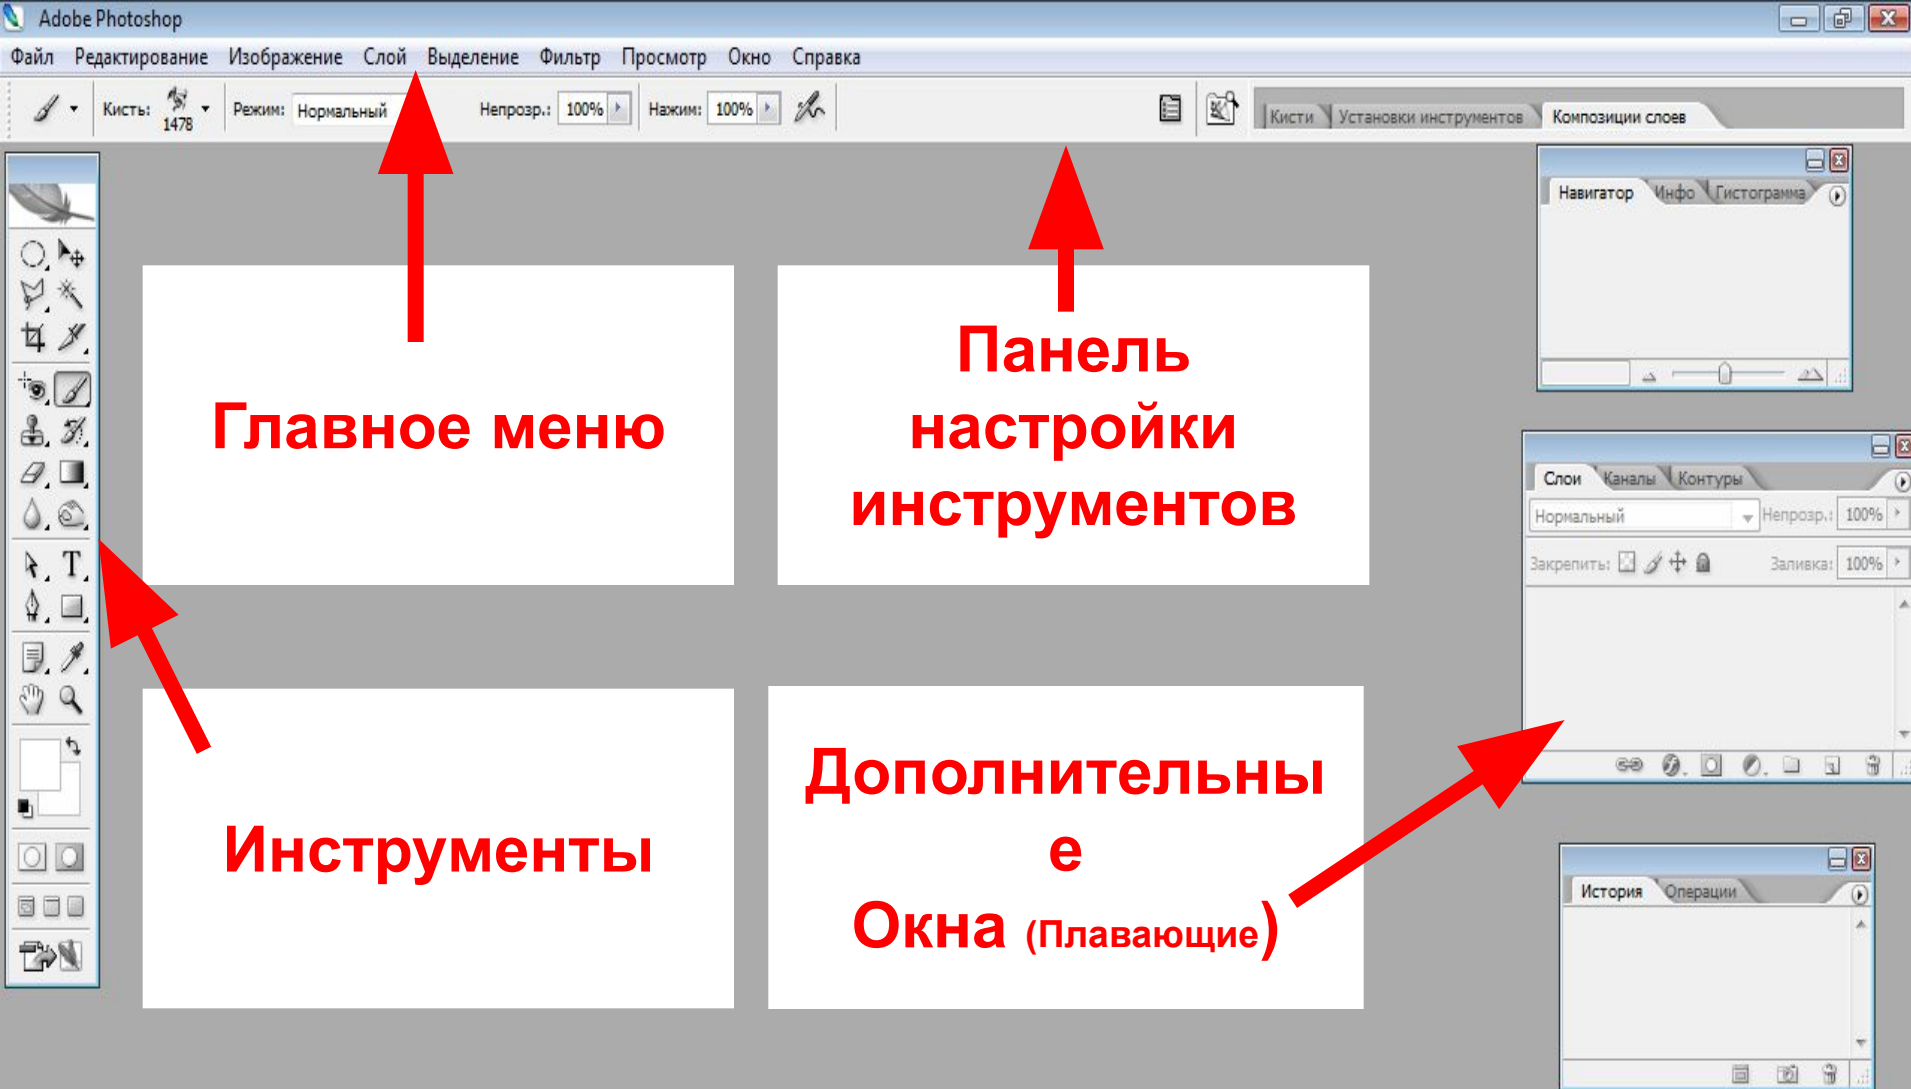 Adobe Photoshop
Файл Редактирование Изображение Слой Выделение Фильтр Просмотр Окно Справка
Кисть: 1478 Режим: Нормальный Непрозр.: 100% Нажим: 100% Кисти Установки инструментов Композиции слоев
Навигатор Инфо Гистограмма
Главное меню
Панель
настройки
инструментов
Слои Каналы Контуры
Нормальный Непрозр.: 100%
Закрепить: Заливка: 100%
T
Инструменты
Дополнительны
е
Окна (Плавающие)
История Операции